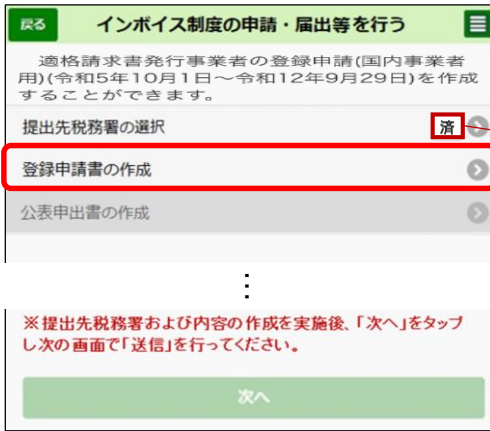 戻る
インボイス制度の申請・届出等を行う
適格請求書発行事業者の登録申請(国内事業者
用)(令和5年10月1日～令和12年9月29日)を作成
することができます。
提出先税務署の選択
済
登録申請書の作成
公表申出書の作成
※提出先税務署および内容の作成を実施後、「次へ」をタップ
し次の画面で「送信」を行ってください。
次へ